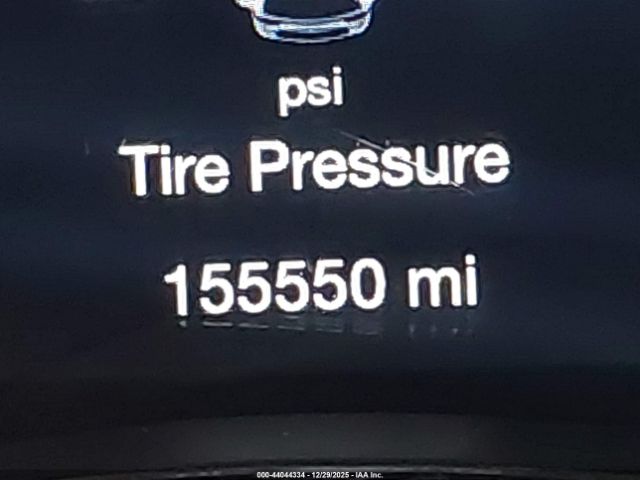 psi
Tire Pressure
155550 mi
000-44044334 - 12/29/2025 - IAA Inc.